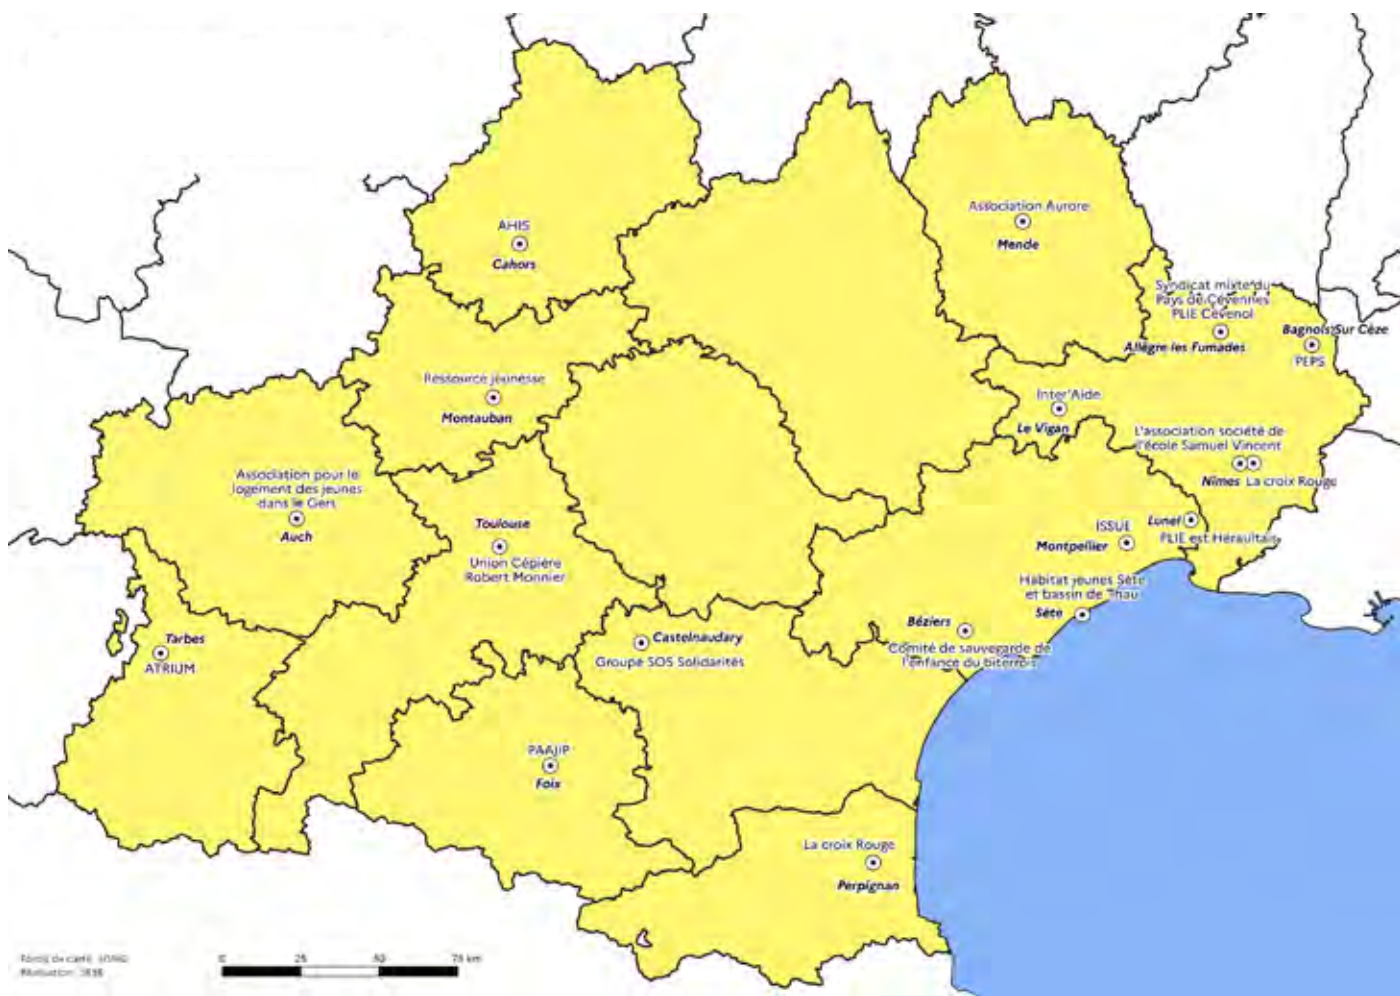 AHIS
Cahors
Association Aurore
Mende
Syndicat mixte du
Pays de Cévennes
PLIE Cévenol
Allègre les Fumades
Bagnols Sur Cèze
PEPS
Ressource jeunesse
Montauban
Inter'Aide
Le Vigan
L'association société de
l'école Samuel Vincent
Nîmes La croix Rouge
Association pour le
logement des jeunes
dans le Gers
Auch
Toulouse
Union Cépière
Robert Monnier
ISSUE
Montpellier
Lunel
PLIE est Héraultais
Habitat jeunes Sète
et bassin de Thau
Sète
Béziers
Comité de sauvegarde de
l'enfance du biterrois
Tarbes
ATRIUM
Castelnaudary
Groupe SOS Solidarités
PAAJIP
Foix
La croix Rouge
Perpignan
Fonds de carte
Réalisation
0 25 50 75 km